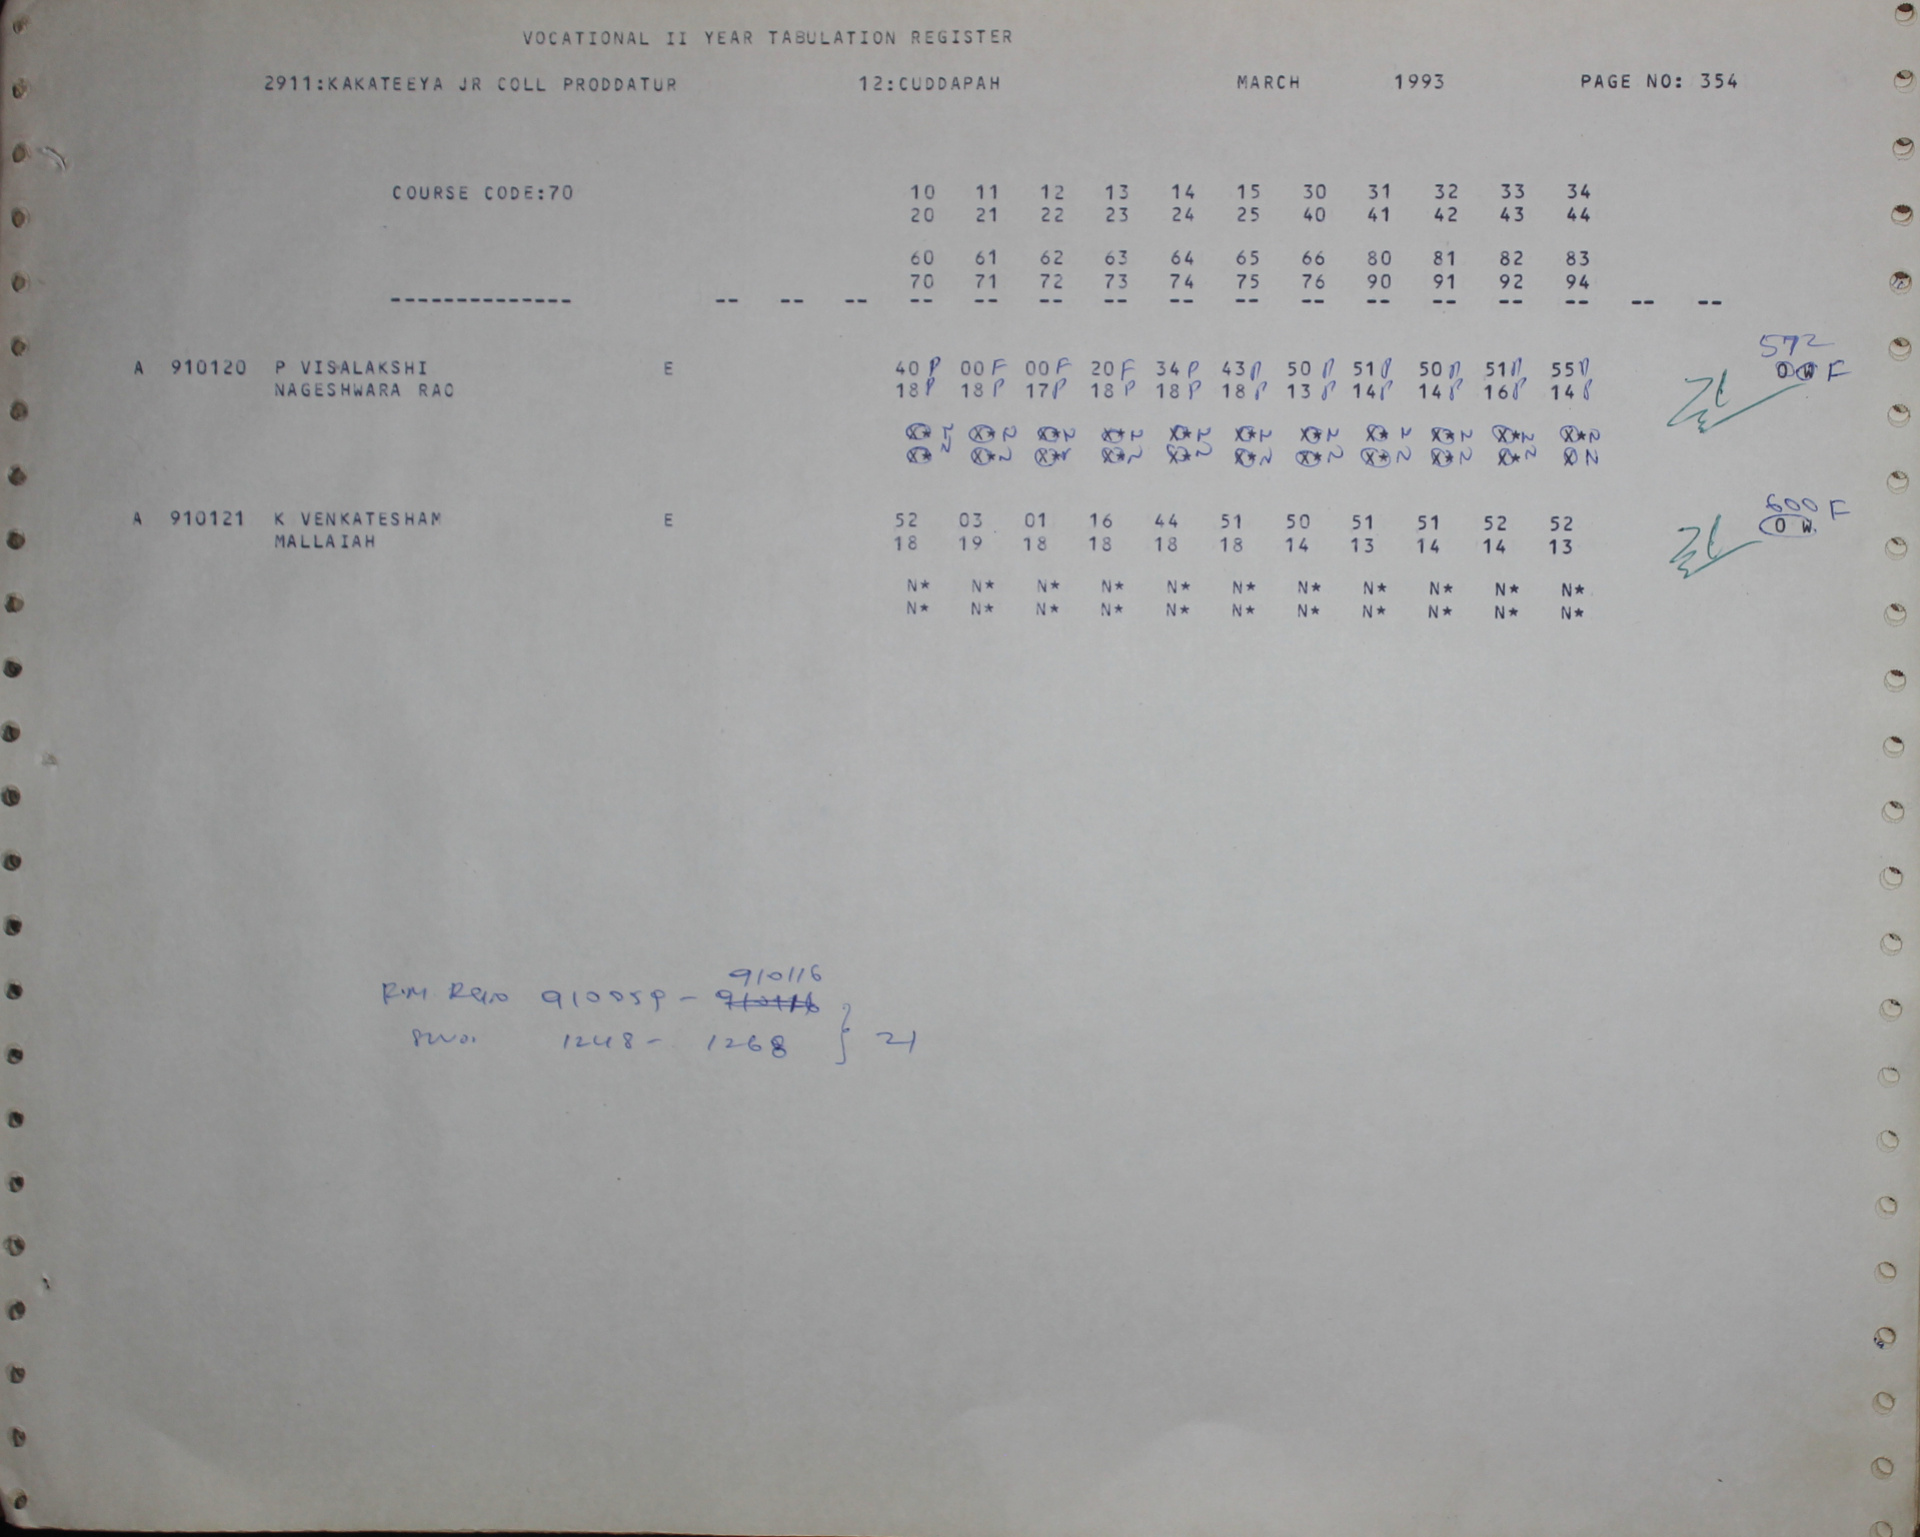 VOCATIONAL II YEAR TABULATION REGISTER
2911:KAKATEEYA JR COLL PRODDATUR 12:CUDDAPAH MARCH 1993 PAGE NO: 354
COURSE CODE:70 10 11 12 13 14 15 30 31 32 33 34
20 21 22 23 24 25 40 41 42 43 44
60 61 62 63 64 65 66 80 81 82 83
70 71 72 73 74 75 76 90 91 92 94
-------------- -- -- -- -- -- -- -- -- -- -- -- -- -- -- -- --
572
A 910120 P VISALAKSHI E 40 P 00 F 00 F 20 F 34 P 43 P 50 P 51 P 50 P 51 P 55 P O W F
NAGESHWARA RAO 18 P 18 P 17 P 18 P 18 P 18 P 13 P 14 P 14 P 16 P 14 P
X* N X* N X* N X* N X* N X* N X* N X* N X* N X* N X* N
X* N X* N X* N X* N X* N X* N X* N X* N X* N X* N X N
600 F
A 910121 K VENKATESHAM E 52 03 01 16 44 51 50 51 51 52 52 O W.
MALLAIAH 18 19 18 18 18 18 14 13 14 14 13
N* N* N* N* N* N* N* N* N* N* N*
N* N* N* N* N* N* N* N* N* N* N*
910116
910059 - 910116
1248 - 1268 } 21